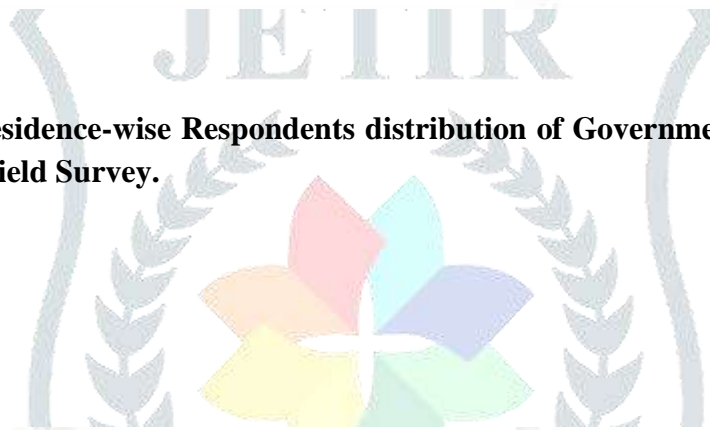 JETIR
esidence-wise Respondents distribution of Governme
ield Survey.